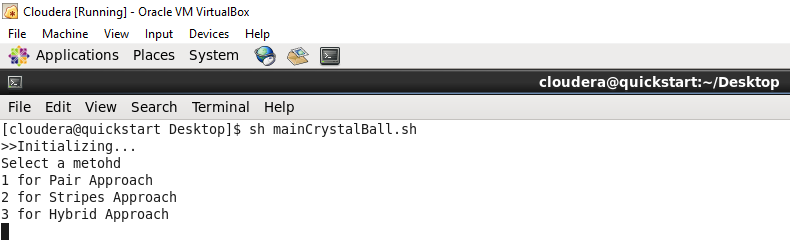 Cloudera [Running] - Oracle VM VirtualBox
File Machine View Input Devices Help
Applications Places System
cloudera@quickstart:~/Desktop
File Edit View Search Terminal Help
[cloudera@quickstart Desktop]$ sh mainCrystalBall.sh
>>Initializing...
Select a metohd
1 for Pair Approach
2 for Stripes Approach
3 for Hybrid Approach